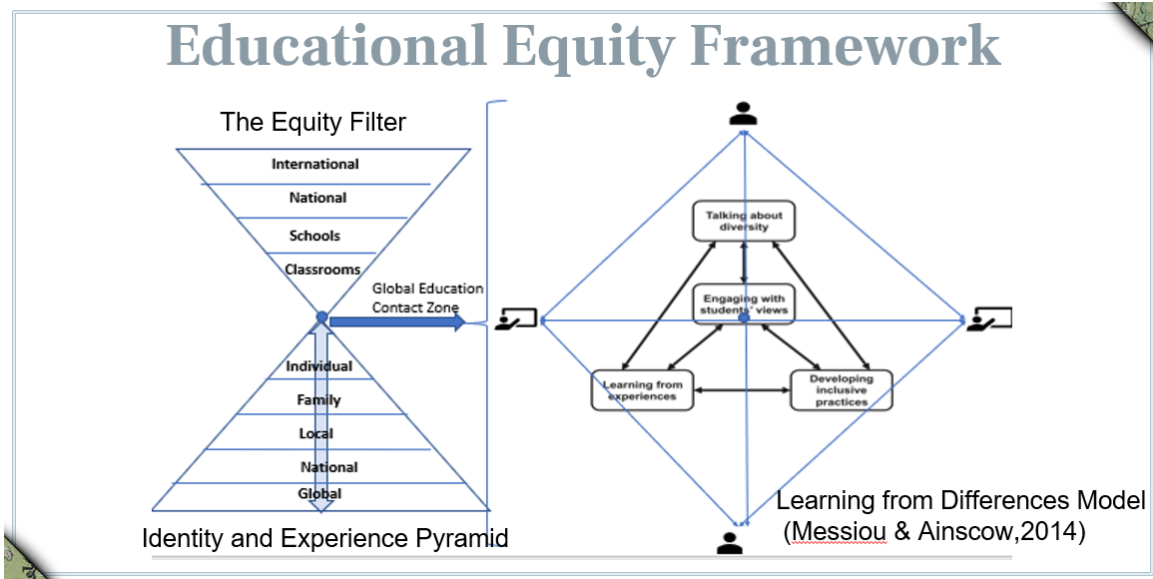 Educational Equity Framework
The Equity Filter
International
National
Schools
Classrooms
Global Education
Contact Zone
Individual
Family
Local
National
Global
Identity and Experience Pyramid
Talking about
diversity
Engaging with
students' views
Learning from
experiences
Developing
inclusive
practices
Learning from Differences Model
(Messiou & Ainscow,2014)